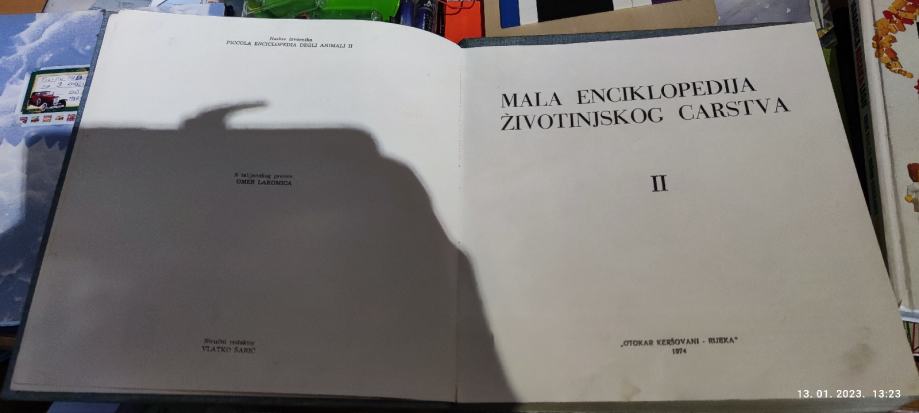 Naslov izvornika
PICCOLA ENCICLOPEDIA DEGLI ANIMALI II
S talijanskog preveo
OMER LAKOMICA
Stručni redaktor
VLATKO ŠARIĆ
MALA ENCIKLOPEDIJA
ŽIVOTINJSKOG CARSTVA
II
„OTOKAR KERŠOVANI - RIJEKA"
1974
13. 01. 2023. 13:23